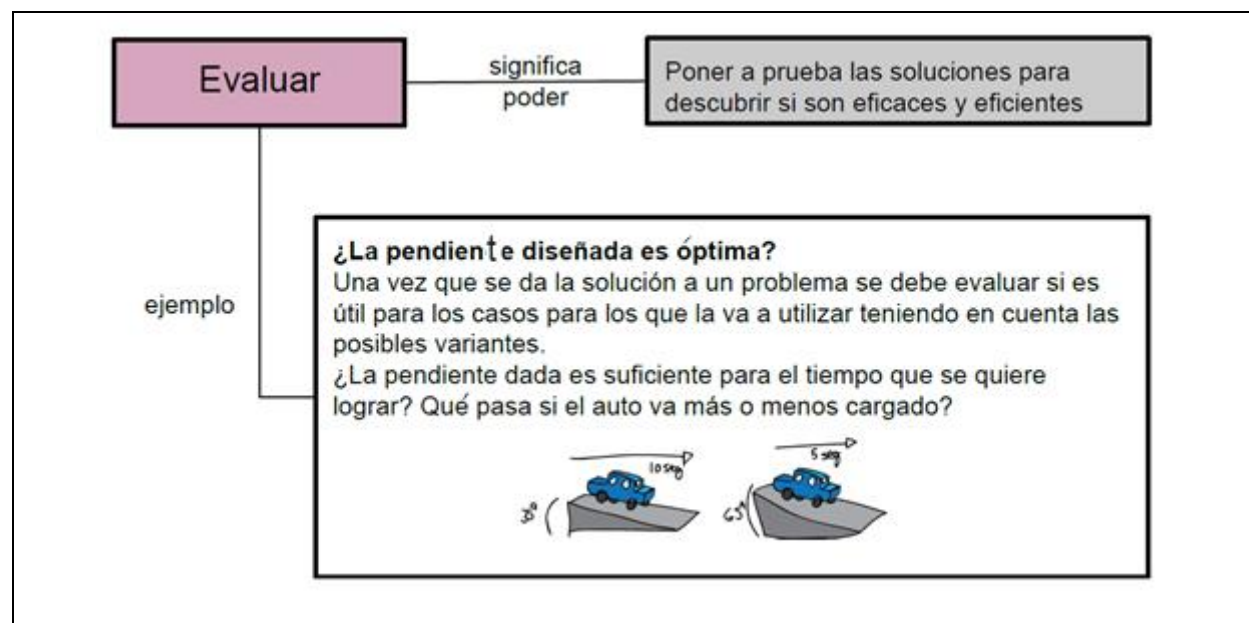 Evaluar
significa
poder
Poner a prueba las soluciones para
descubrir si son eficaces y eficientes
ejemplo
¿La pendiente diseñada es óptima?
Una vez que se da la solución a un problema se debe evaluar si es
útil para los casos para los que la va a utilizar teniendo en cuenta las
posibles variantes.
¿La pendiente dada es suficiente para el tiempo que se quiere
lograr? Qué pasa si el auto va más o menos cargado?
10 seg
5 seg
30°